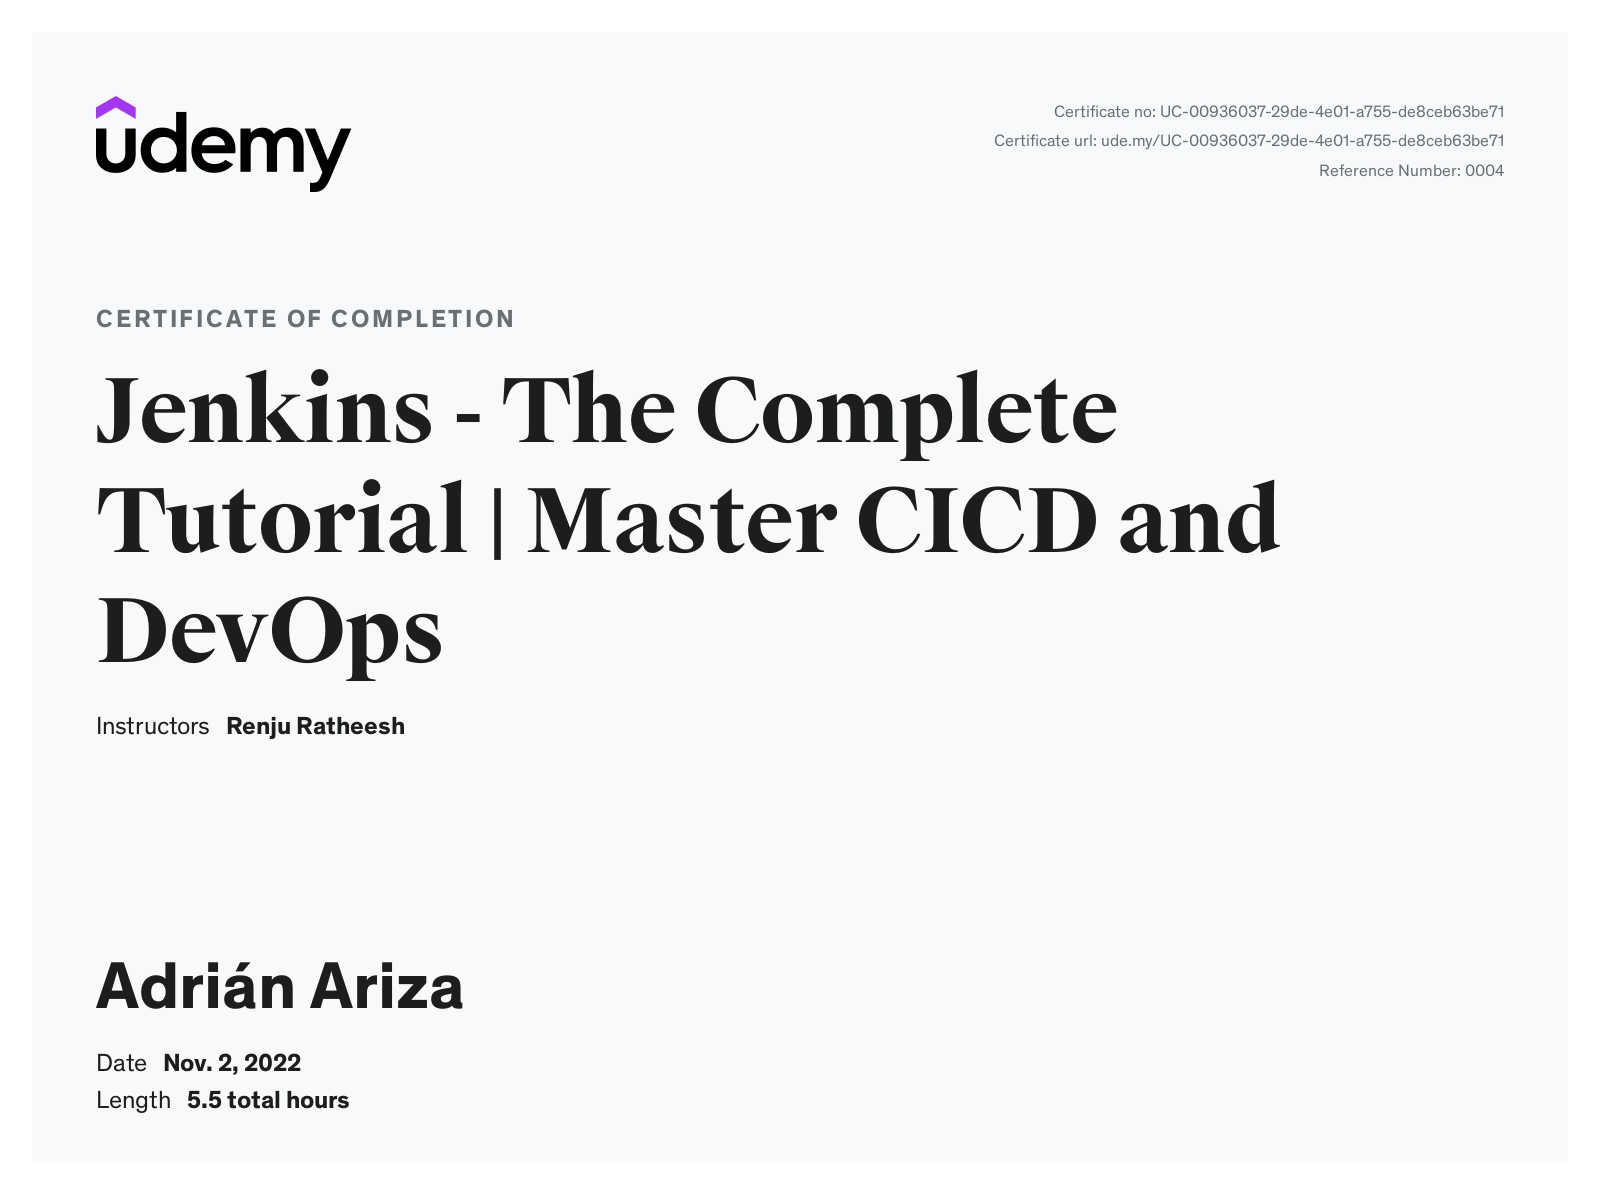 udemy
Certificate no: UC-00936037-29de-4e01-a755-de8ceb63be71
Certificate url: ude.my/UC-00936037-29de-4e01-a755-de8ceb63be71
Reference Number: 0004
CERTIFICATE OF COMPLETION
Jenkins - The Complete
Tutorial | Master CICD and
DevOps
Instructors Renju Ratheesh
Adrián Ariza
Date Nov. 2, 2022
Length 5.5 total hours